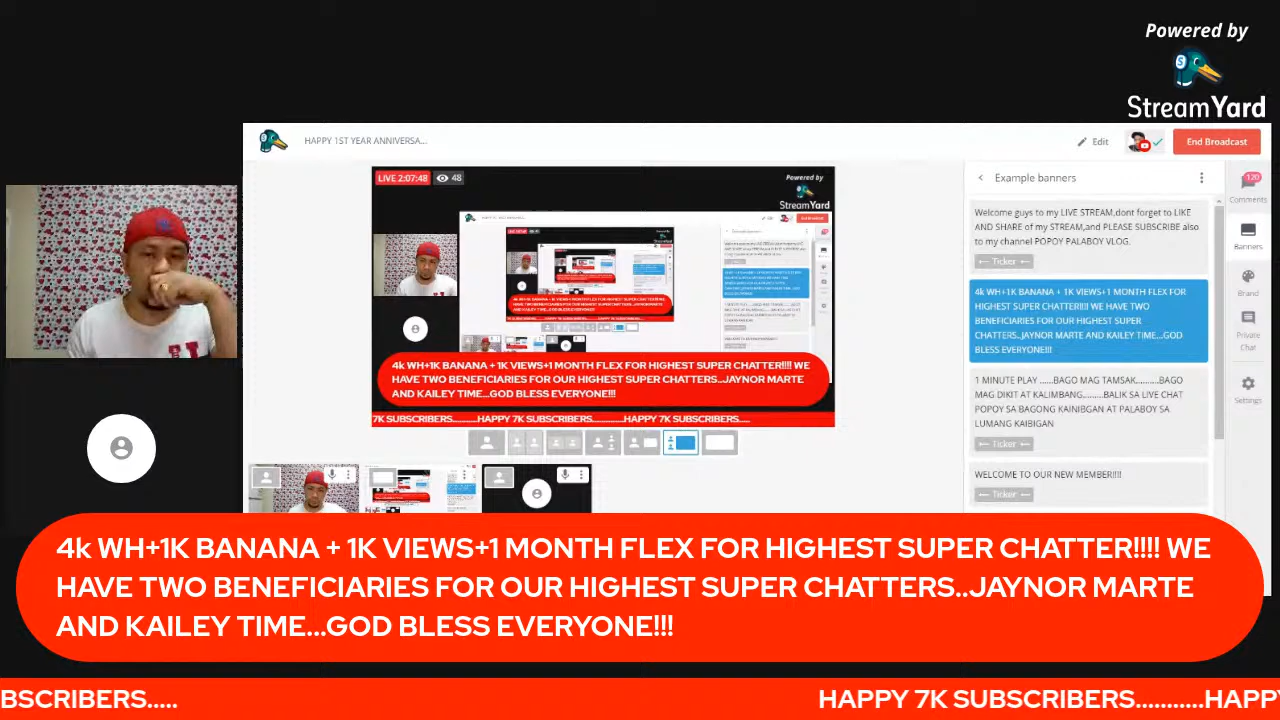 Powered by
StreamYard
HAPPY 1ST YEAR ANNIVERSA...
Edit
End Broadcast
LIVE 2:07:48
48
Powered by
StreamYard
4k WH+1K BANANA + 1K VIEWS+1 MONTH FLEX FOR HIGHEST SUPER CHATTER!!!! WE
HAVE TWO BENEFICIARIES FOR OUR HIGHEST SUPER CHATTERS..JAYNOR MARTE
AND KAILEY TIME...GOD BLESS EVERYONE!!!
7K SUBSCRIBERS...........HAPPY 7K SUBSCRIBERS...........HAPPY 7K SUBSCRIBERS.....
Example banners
Welcome guys to my LIVE STREAM,dont forget to LIKE
AND SHARE of my STREAM,and PLEASE SUBSCRIBE also
to my channel POPOY PALABOY VLOG.
Ticker
4k WH+1K BANANA + 1K VIEWS+1 MONTH FLEX FOR
HIGHEST SUPER CHATTER!!!! WE HAVE TWO
BENEFICIARIES FOR OUR HIGHEST SUPER
CHATTERS..JAYNOR MARTE AND KAILEY TIME...GOD
BLESS EVERYONE!!!
1 MINUTE PLAY ......BAGO MAG TAMSAK..........BAGO
MAG DIKIT AT KALIMBANG.........BALIK SA LIVE CHAT
POPOY SA BAGONG KAINIBGAN AT PALABOY SA
LUMANG KAIBIGAN
Ticker
WELCOME TO OUR NEW MEMBER!!!!
Ticker
120
Comments
Banners
Brand
Private
Chat
Settings
4k WH+1K BANANA + 1K VIEWS+1 MONTH FLEX FOR HIGHEST SUPER CHATTER!!!! WE
HAVE TWO BENEFICIARIES FOR OUR HIGHEST SUPER CHATTERS..JAYNOR MARTE
AND KAILEY TIME...GOD BLESS EVERYONE!!!
BSCRIBERS.....
HAPPY 7K SUBSCRIBERS...........HAPPY